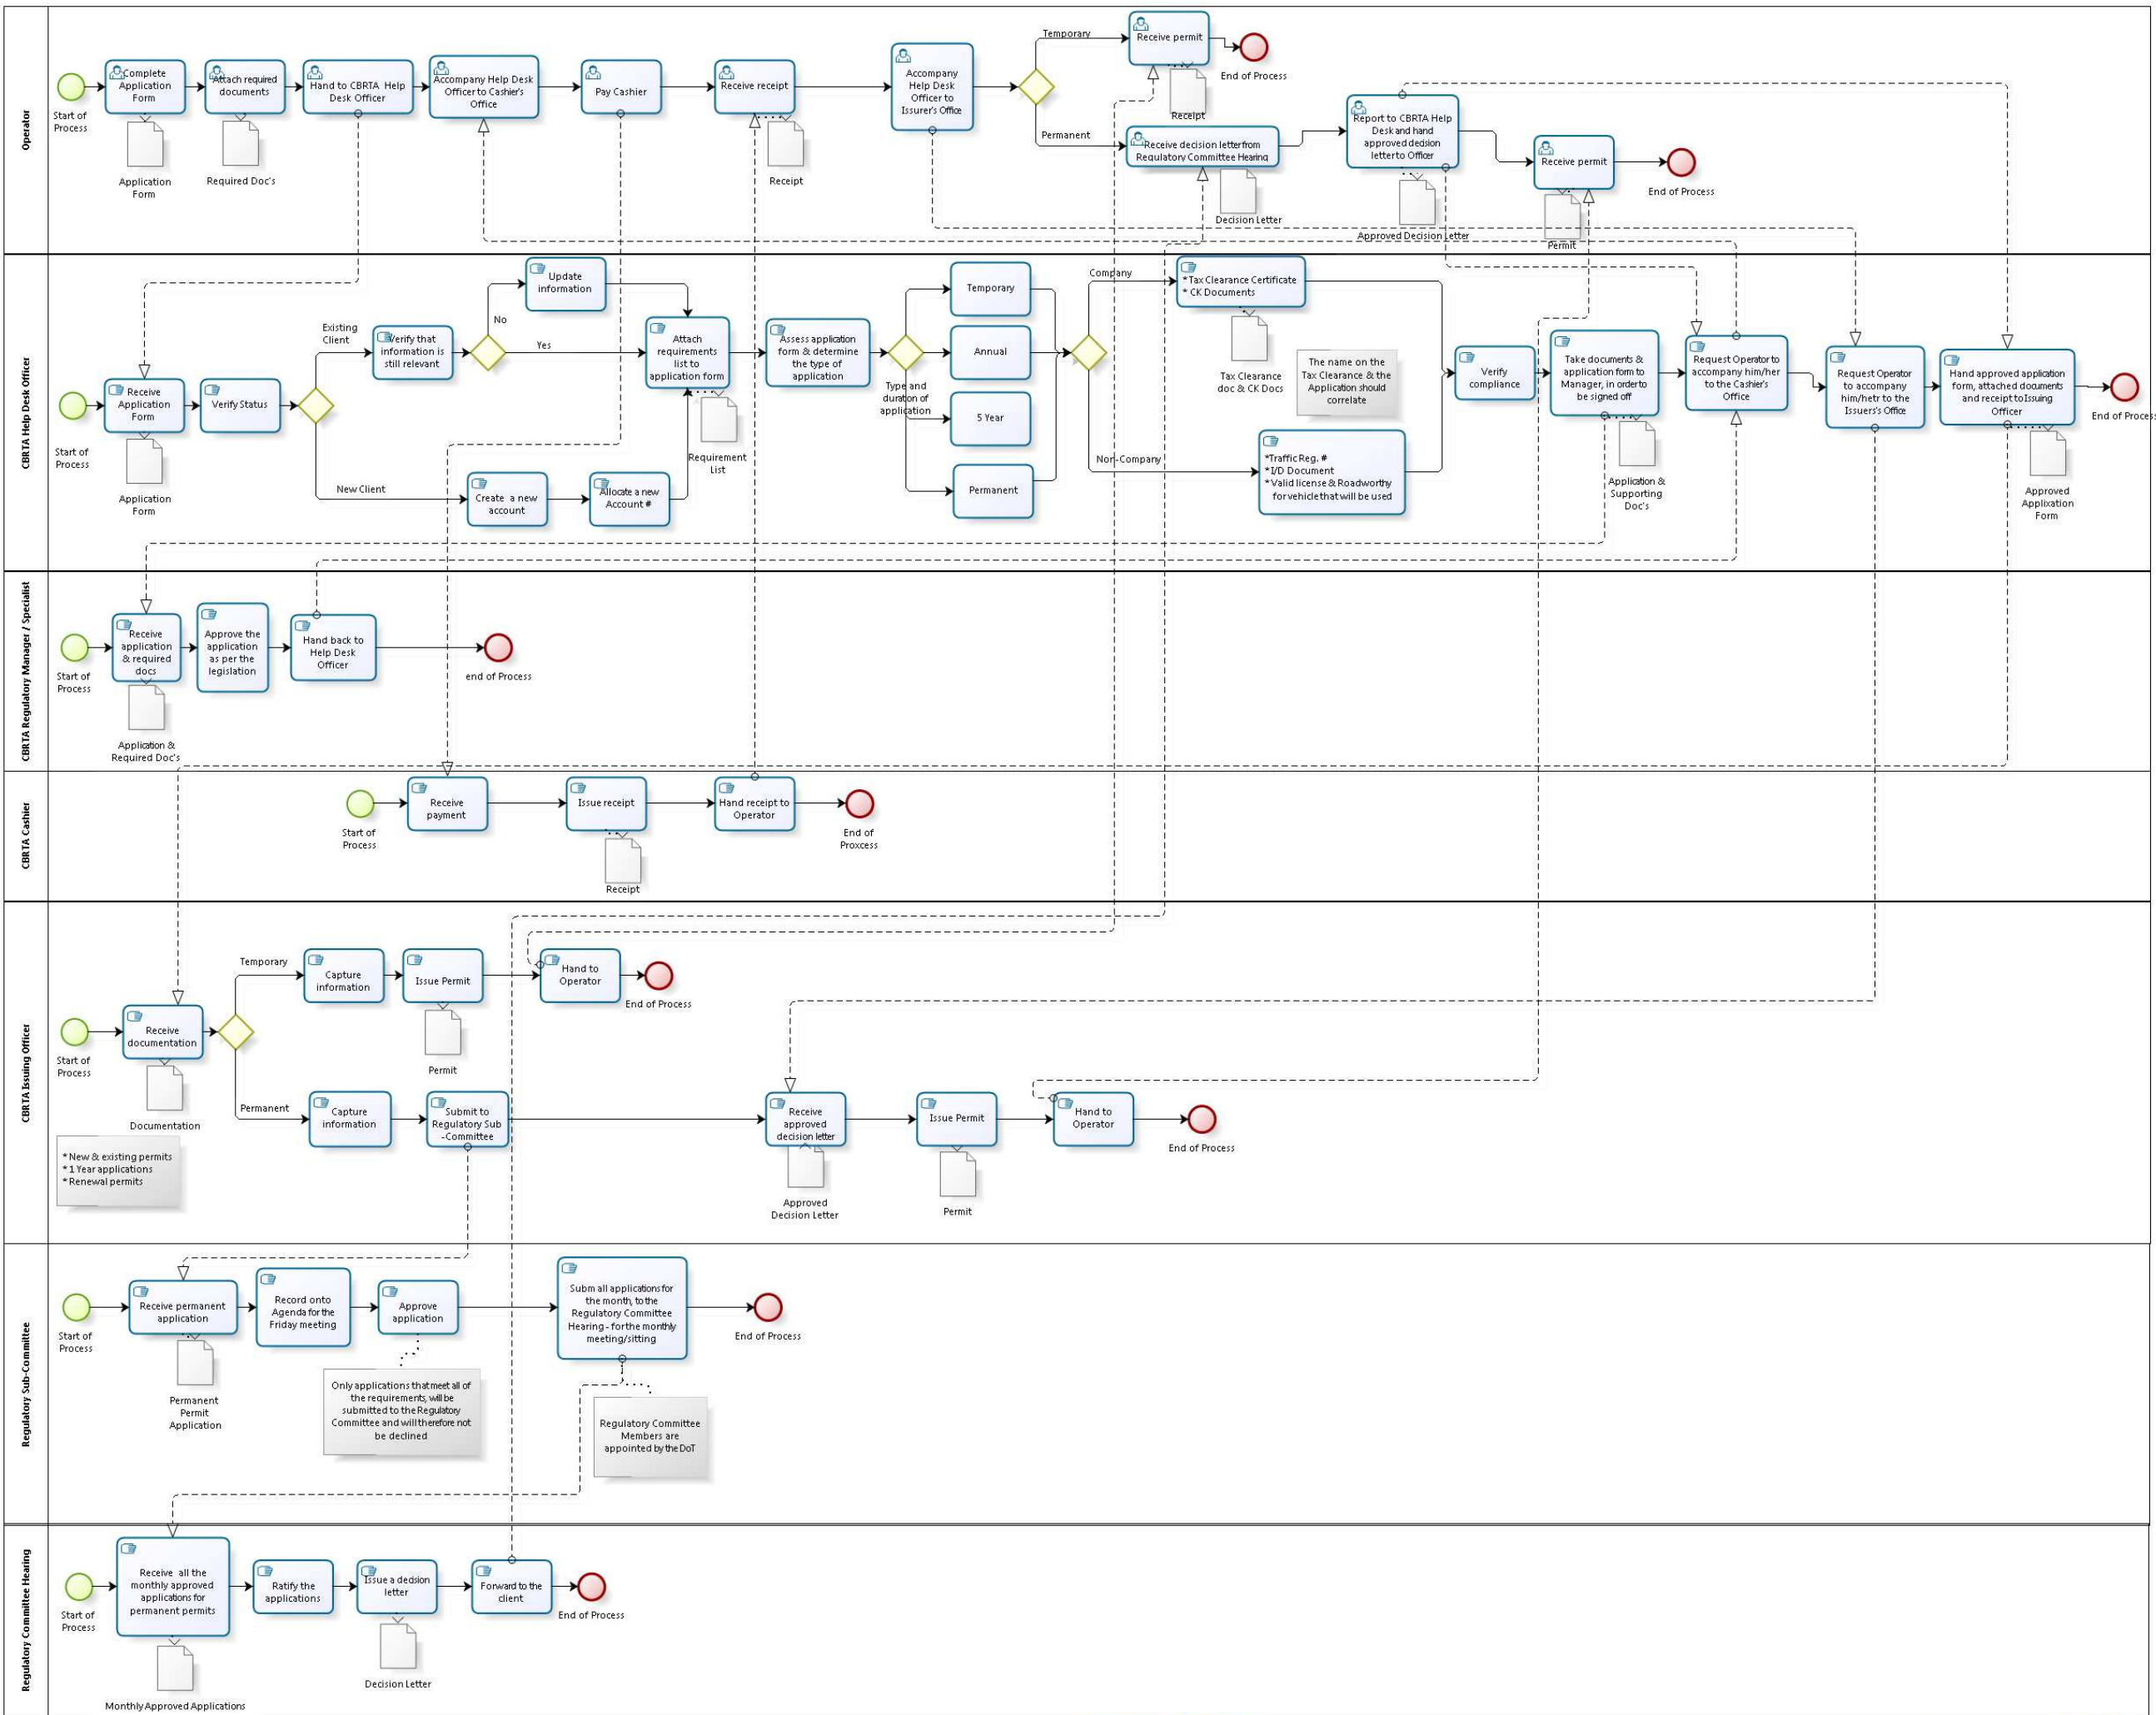 Operator
Start of
Process
Complete
Application
Form
Application
Form
Attach required
documents
Required Doc's
Hand to CBRTA Help
Desk Officer
Accompany Help Desk
Officer to Cashier's
Office
Pay Cashier
Receive receipt
Receipt
Accompany
Help Desk
Officer to
Issurer's Office
Temporary
Receive permit
Receipt
End of Process
Permanent
Receive decision letter from
Regulatory Committee Hearing
Decision Letter
Report to CBRTA Help
Desk and hand
approved decision
letter to Officer
Approved Decision Letter
Receive permit
Permit
End of Process
CBRTA Help Desk Officer
Start of
Process
Receive
Application
Form
Application
Form
Verify Status
Existing
Client
Verify that
information is
still relevant
No
Update
information
Yes
New Client
Create a new
account
Allocate a new
Account #
Attach
requirements
list to
application form
Requirement
List
Assess application
form & determine
the type of
application
Type and
duration of
application
Temporary
Annual
5 Year
Permanent
Company
* Tax Clearance Certificate
* CK Documents
Tax Clearance
doc & CK Docs
The name on the
Tax Clearance & the
Application should
correlate
Non-Company
*Traffic Reg. #
*I/D Document
*Valid license & Roadworthy
for vehicle that will be used
Verify
compliance
Take documents &
application form to
Manager, in order to
be signed off
Application &
Supporting
Doc's
Request Operator to
accompany him/her
to the Cashier's
Office
Request Operator
to accompany
him/hetr to the
Issuers's Office
Hand approved application
form, attached documents
and receipt to Issuing
Officer
Approved
Applixation
Form
End of Process
CBRTA Regulatory Manager / Specialist
Start of
Process
Receive
application
& required
docs
Application &
Required Doc's
Approve the
application
as per the
legislation
Hand back to
Help Desk
Officer
end of Process
CBRTA Cashier
Start of
Process
Receive
payment
Issue receipt
Receipt
Hand receipt to
Operator
End of
Proxcess
CBRTA Issuing Officer
Start of
Process
Receive
documentation
Documentation
* New & existing permits
* 1 Year applications
* Renewal permits
Temporary
Capture
information
Issue Permit
Permit
Hand to
Operator
End of Process
Permanent
Capture
information
Submit to
Regulatory Sub
-Committee
Receive
approved
decision letter
Approved
Decision Letter
Issue Permit
Permit
Hand to
Operator
End of Process
Regulatory Sub-Committee
Start of
Process
Receive permanent
application
Permanent
Permit
Application
Record onto
Agenda for the
Friday meeting
Approve
application
Only applications that meet all of
the requirements, will be
submitted to the Regulatory
Committee and will therefore not
be declined
Subm all applications for
the month, to the
Regulatory Committee
Hearing - for the monthly
meeting/sitting
Regulatory Committee
Members are
appointed by the DoT
End of Process
Regulatory Committee Hearing
Start of
Process
Receive all the
monthly approved
applications for
permanent permits
Monthly Approved Applications
Ratify the
applications
Issue a decision
letter
Decision Letter
Forward to the
client
End of Process